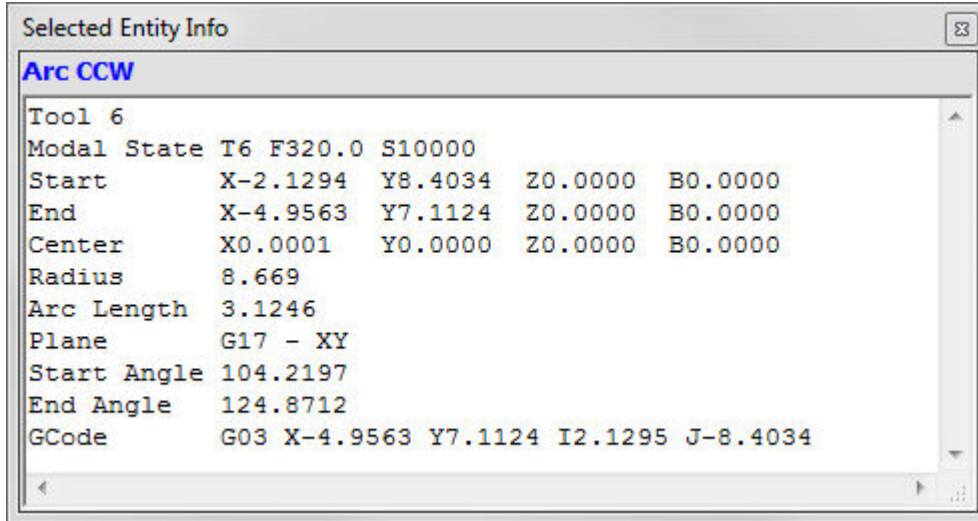 Selected Entity Info
Arc CCW
Tool 6
Modal State T6 F320.0 S10000
Start X-2.1294 Y8.4034 Z0.0000 B0.0000
End X-4.9563 Y7.1124 Z0.0000 B0.0000
Center X0.0001 Y0.0000 Z0.0000 B0.0000
Radius 8.669
Arc Length 3.1246
Plane G17 - XY
Start Angle 104.2197
End Angle 124.8712
GCode G03 X-4.9563 Y7.1124 I2.1295 J-8.4034